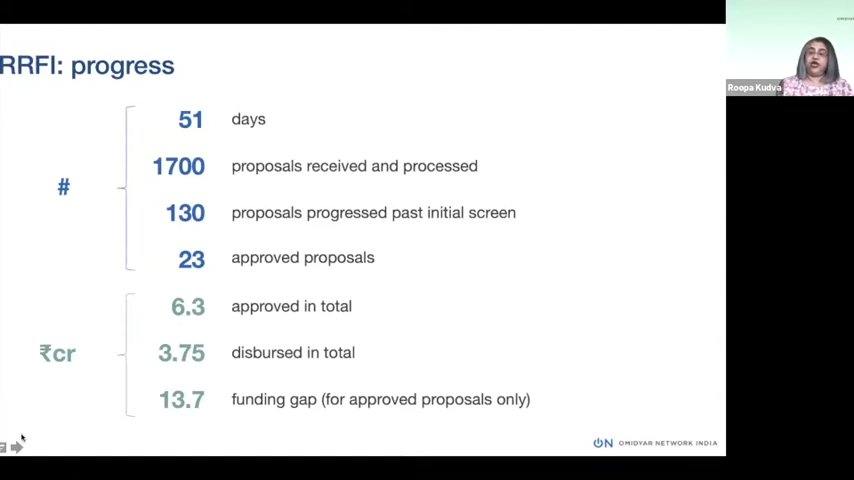 RRFI: progress
51 days
1700 proposals received and processed
#
130 proposals progressed past initial screen
23 approved proposals
6.3 approved in total
₹cr
3.75 disbursed in total
13.7 funding gap (for approved proposals only)
ON OMIDYAR NETWORK INDIA
Roopa Kudva